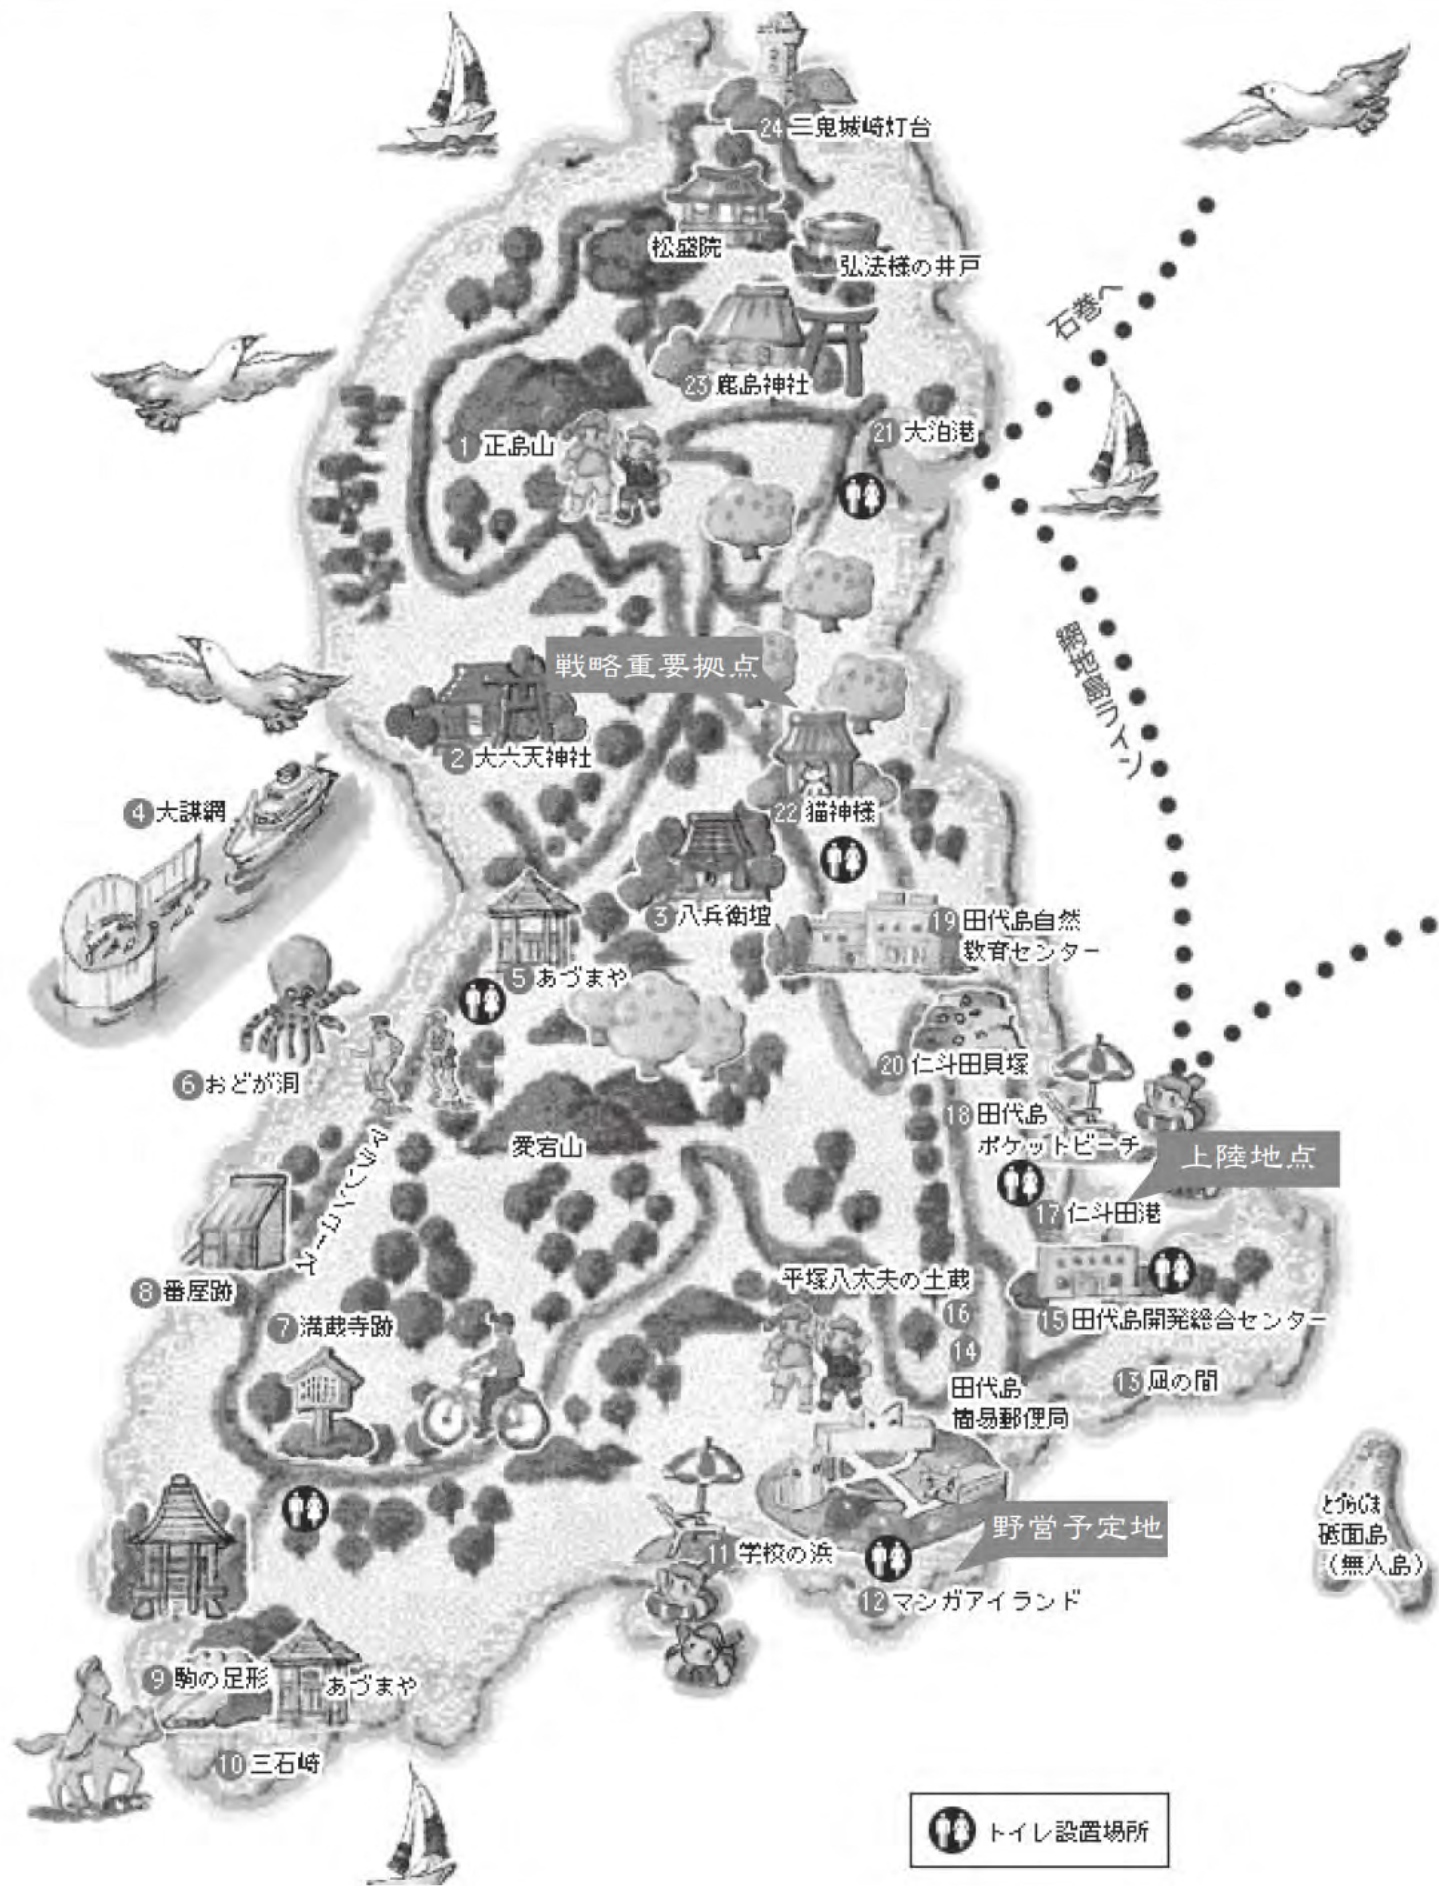 24 二鬼城崎灯台
松盛院
弘法様の井戸
石巻へ
23 鹿島神社
21 大泊港
1 正島山
網地島ライン
戦略重要拠点
2 大六天神社
4 大謀網
22 猫神様
3 八兵衛壇
19 田代島自然
教育センター
5 あづまや
20 仁斗田貝塚
6 おどが洞
18 田代島
ポケットビーチ
マラソンコース
愛宕山
上陸地点
17 仁斗田港
8 番屋跡
平塚八太夫の土蔵
16
15 田代島開発総合センター
7 満蔵寺跡
14
田代島
簡易郵便局
13 凪の間
とづらじま
砥面島
(無人島)
野営予定地
11 学校の浜
12 マンガアイランド
9 駒の足形
あづまや
10 三石崎
トイレ設置場所